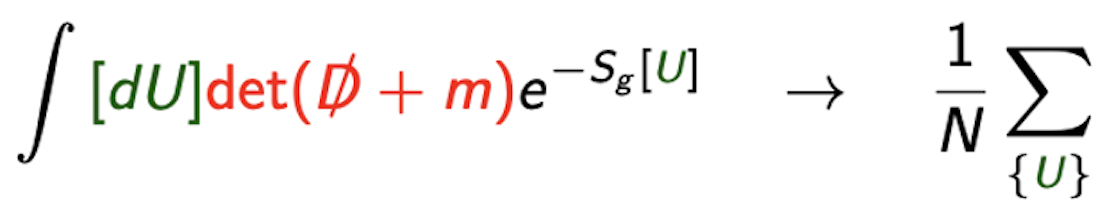 ∫ [dU]det(D̸ + m)e^{−S_g[U]} → 1/N ∑_{{U}}